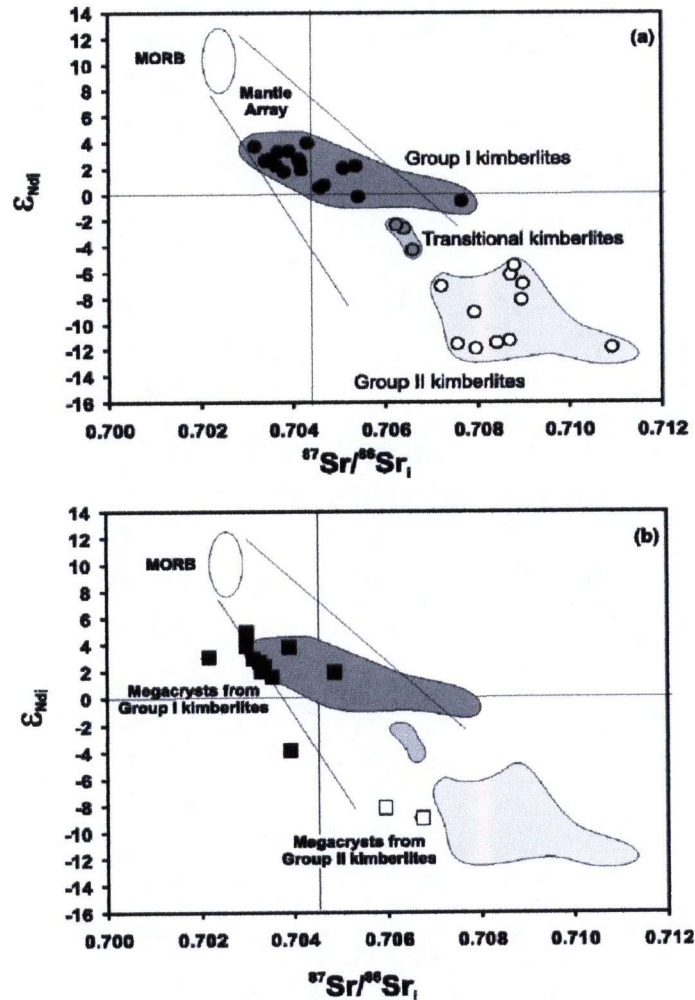 (a)
14
12
10
8
6
4
2
0
-2
-4
-6
-8
-10
-12
-14
-16
εNdi
MORB
Mantle
Array
Group I kimberlites
Transitional kimberlites
Group II kimberlites
0.700 0.702 0.704 0.706 0.708 0.710 0.712
87Sr/86Sri
(b)
14
12
10
8
6
4
2
0
-2
-4
-6
-8
-10
-12
-14
-16
εNdi
MORB
Megacrysts from
Group I kimberlites
Megacrysts from
Group II kimberlites
0.700 0.702 0.704 0.706 0.708 0.710 0.712
87Sr/86Sri